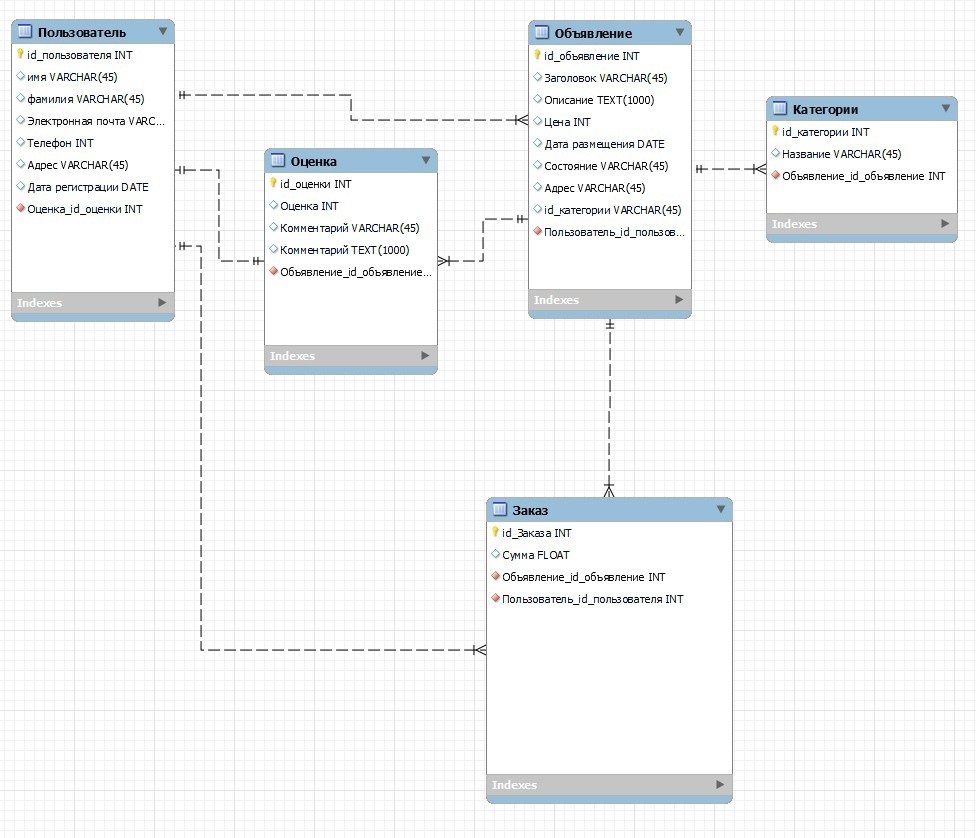 Пользователь
id_пользователя INT
имя VARCHAR(45)
фамилия VARCHAR(45)
Электронная почта VARC...
Телефон INT
Адрес VARCHAR(45)
Дата регистрации DATE
Оценка_id_оценки INT
Indexes
Оценка
id_оценки INT
Оценка INT
Комментарий VARCHAR(45)
Комментарий TEXT(1000)
Объявление_id_объявление...
Indexes
Объявление
id_объявление INT
Заголовок VARCHAR(45)
Описание TEXT(1000)
Цена INT
Дата размещения DATE
Состояние VARCHAR(45)
Адрес VARCHAR(45)
id_категории VARCHAR(45)
Пользователь_id_пользов...
Indexes
Категории
id_категории INT
Название VARCHAR(45)
Объявление_id_объявление INT
Indexes
Заказ
id_Заказа INT
Сумма FLOAT
Объявление_id_объявление INT
Пользователь_id_пользователя INT
Indexes